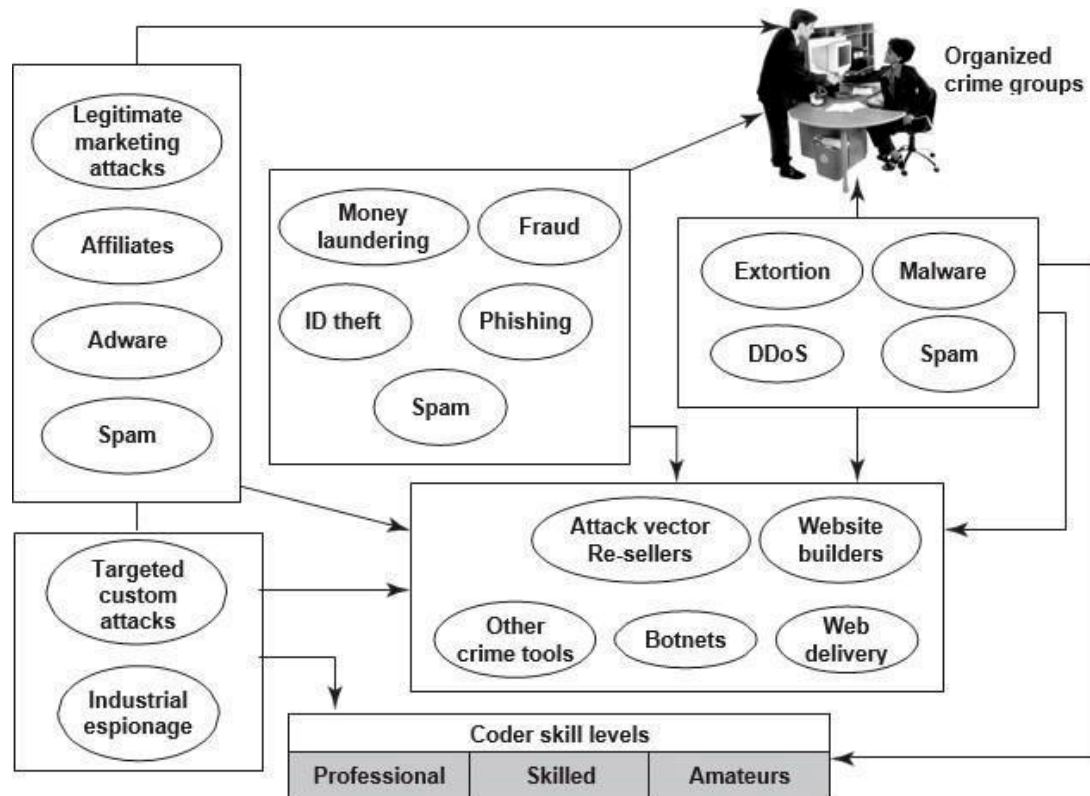 Organized
crime groups
Legitimate
marketing
attacks
Affiliates
Adware
Spam
Money
laundering
Fraud
ID theft
Phishing
Spam
Extortion
Malware
DDoS
Spam
Attack vector
Re-sellers
Website
builders
Other
crime tools
Botnets
Web
delivery
Targeted
custom
attacks
Industrial
espionage
Coder skill levels
Professional
Skilled
Amateurs